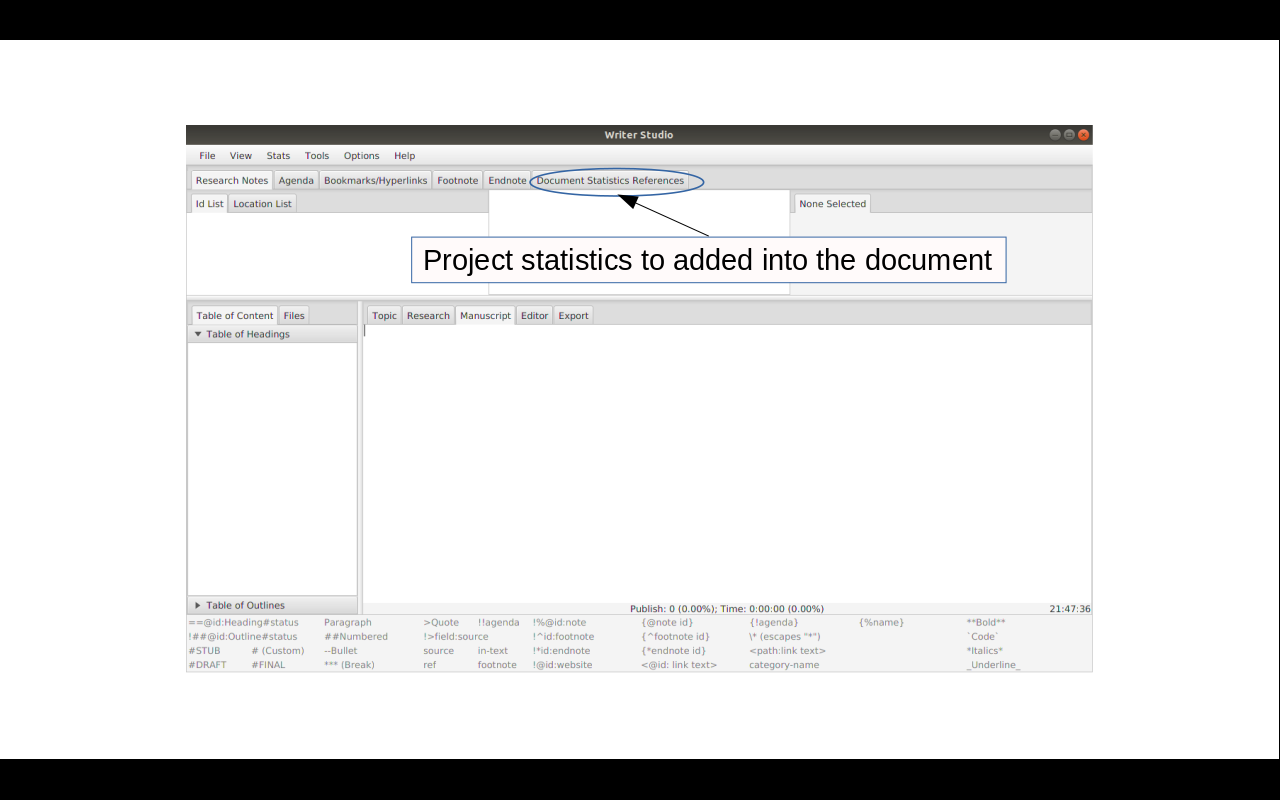 Writer Studio
File View Stats Tools Options Help
Research Notes Agenda Bookmarks/Hyperlinks Footnote Endnote Document Statistics References
Id List Location List None Selected
Project statistics to added into the document
Table of Content Files Topic Research Manuscript Editor Export
Table of Headings
Table of Outlines
Publish: 0 (0.00%); Time: 0:00:00 (0.00%) 21:47:36
==@id:Heading#status Paragraph >Quote !!agenda !%@id:note {@note id} {!agenda} {%name} **Bold**
!##@id:Outline#status ##Numbered !>field:source !^id:footnote {^footnote id} \* (escapes "*") `Code`
#STUB # (Custom) --Bullet source in-text !*id:endnote {*endnote id} <path:link text> *Italics*
#DRAFT #FINAL *** (Break) ref footnote !@id:website <@id: link text> category-name _Underline_